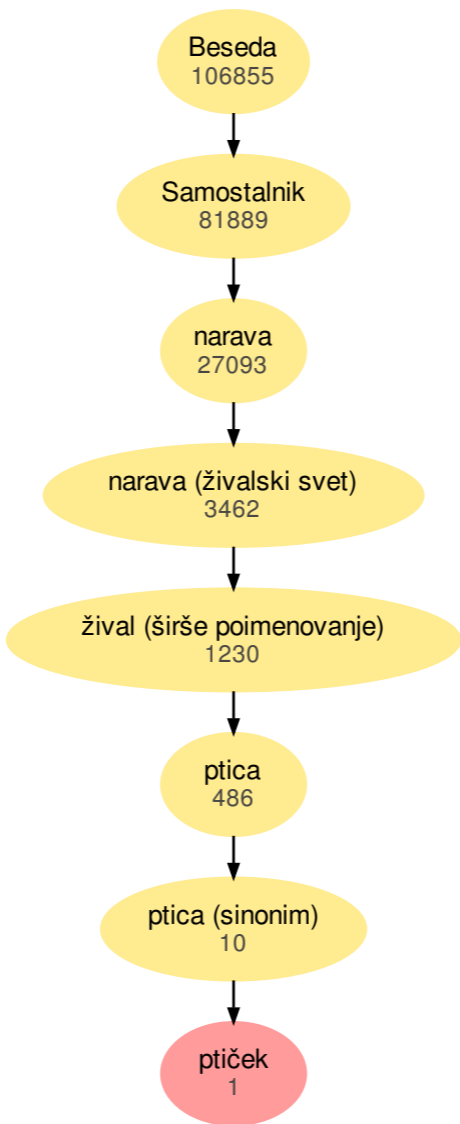 Beseda
106855
Samostalnik
81889
narava
27093
narava (živalski svet)
3462
žival (širše poimenovanje)
1230
ptica
486
ptica (sinonim)
10
ptiček
1